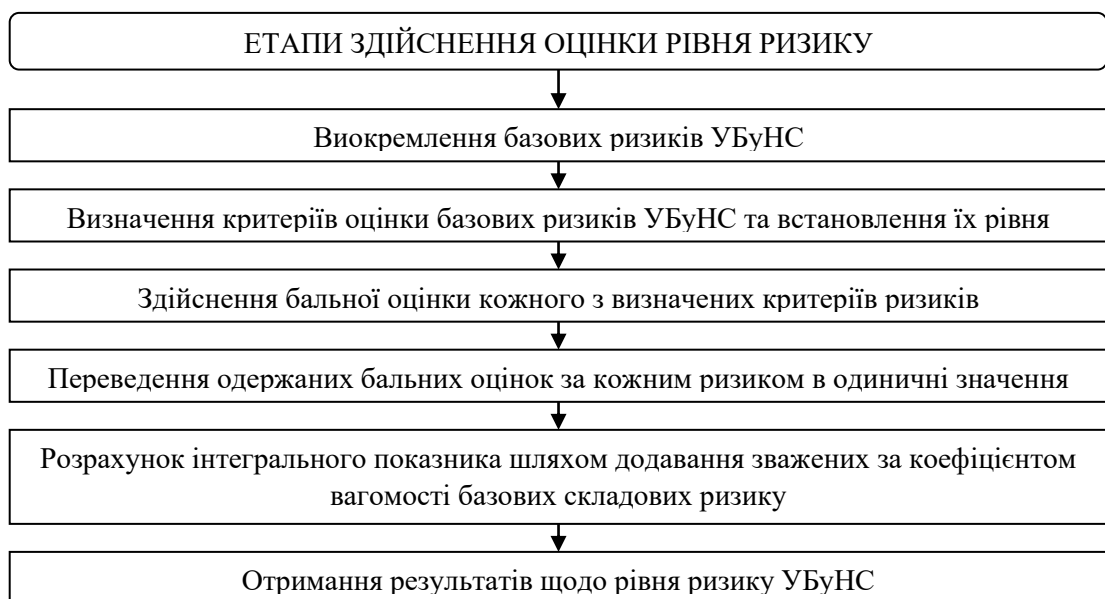 ЕТАПИ ЗДІЙСНЕННЯ ОЦІНКИ РІВНЯ РИЗИКУ
Виокремлення базових ризиків УБуНС
Визначення критеріїв оцінки базових ризиків УБуНС та встановлення їх рівня
Здійснення бальної оцінки кожного з визначених критеріїв ризиків
Переведення одержаних бальних оцінок за кожним ризиком в одиничні значення
Розрахунок інтегрального показника шляхом додавання зважених за коефіцієнтом
вагомості базових складових ризику
Отримання результатів щодо рівня ризику УБуНС